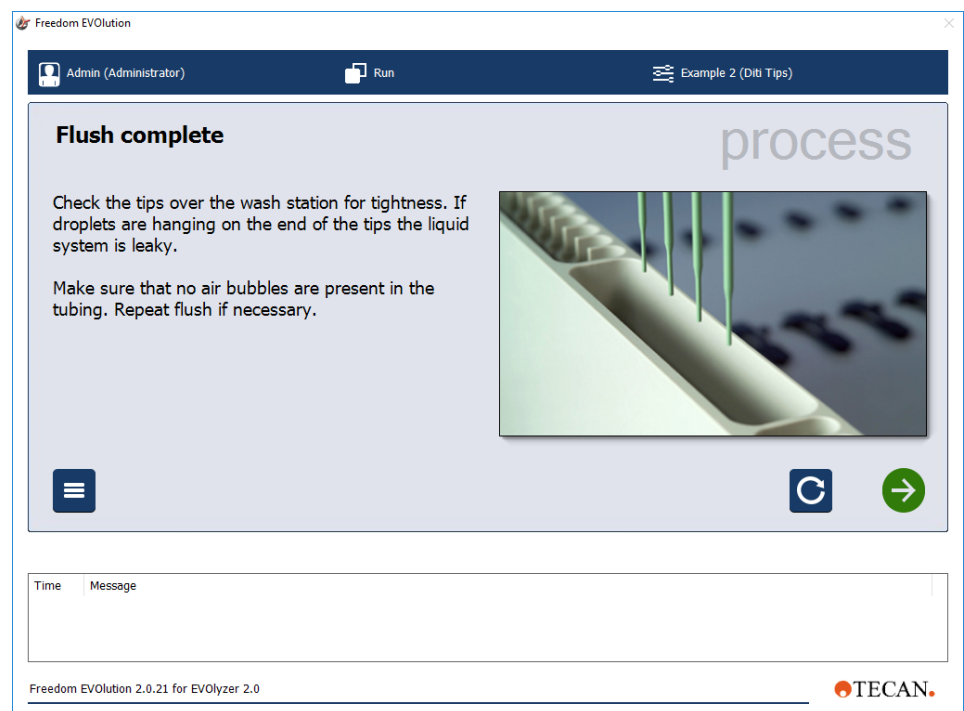 Freedom EVOlution
Admin (Administrator)
Run
Example 2 (Diti Tips)
Flush complete
process
Check the tips over the wash station for tightness. If
droplets are hanging on the end of the tips the liquid
system is leaky.
Make sure that no air bubbles are present in the
tubing. Repeat flush if necessary.
Time Message
Freedom EVOlution 2.0.21 for EVOlyzer 2.0
TECAN.